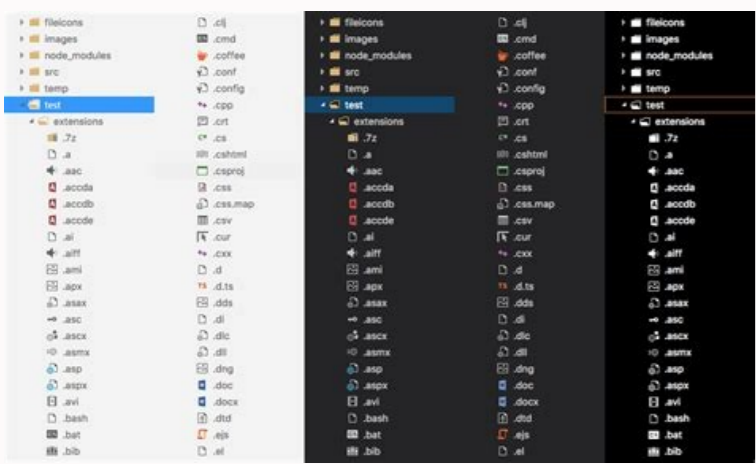 fileicons
images
node_modules
src
temp
test
extensions
.7z
.a
.aac
.accda
.accdb
.accde
.ai
.aiff
.ami
.apx
.asax
.asc
.ascx
.asmx
.asp
.aspx
.avi
.bash
.bat
.bib
.clj
.cmd
.coffee
.conf
.config
.cpp
.crt
.cs
.cshtml
.csproj
.css
.css.map
.csv
.cur
.cxx
.d
TS .d.ts
.dds
.di
.dlc
.dll
.dng
.doc
.docx
.dtd
.ejs
.el
fileicons
images
node_modules
src
temp
test
extensions
.7z
.a
.aac
.accda
.accdb
.accde
.ai
.aiff
.ami
.apx
.asax
.asc
.ascx
.asmx
.asp
.aspx
.avi
.bash
.bat
.bib
.clj
.cmd
.coffee
.conf
.config
.cpp
.crt
.cs
.cshtml
.csproj
.css
.css.map
.csv
.cur
.cxx
.d
TS .d.ts
.dds
.di
.dlc
.dll
.dng
.doc
.docx
.dtd
.ejs
.el
fileicons
images
node_modules
src
temp
test
extensions
.7z
.a
.aac
.accda
.accdb
.accde
.ai
.aiff
.ami
.apx
.asax
.asc
.ascx
.asmx
.asp
.aspx
.avi
.bash
.bat
.bib